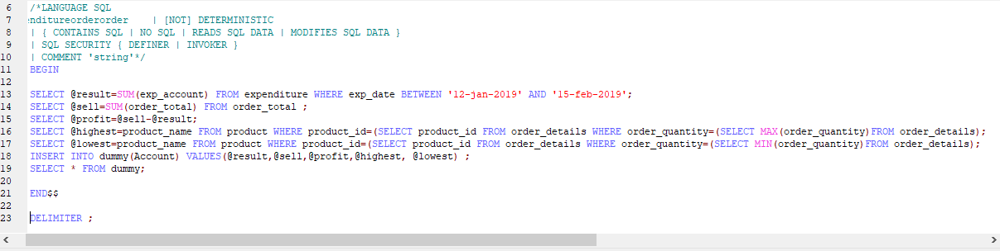 6 /*LANGUAGE SQL
7 enditureorderorder | [NOT] DETERMINISTIC
8 | { CONTAINS SQL | NO SQL | READS SQL DATA | MODIFIES SQL DATA }
9 | SQL SECURITY { DEFINER | INVOKER }
10 | COMMENT 'string'*/
11 BEGIN
12
13 SELECT @result=SUM(exp_account) FROM expenditure WHERE exp_date BETWEEN '12-jan-2019' AND '15-feb-2019';
14 SELECT @sell=SUM(order_total) FROM order_total ;
15 SELECT @profit=@sell-@result;
16 SELECT @highest=product_name FROM product WHERE product_id=(SELECT product_id FROM order_details WHERE order_quantity=(SELECT MAX(order_quantity)FROM order_details);
17 SELECT @lowest=product_name FROM product WHERE product_id=(SELECT product_id FROM order_details WHERE order_quantity=(SELECT MIN(order_quantity)FROM order_details);
18 INSERT INTO dummy(Account) VALUES(@result,@sell,@profit,@highest, @lowest) ;
19 SELECT * FROM dummy;
20
21 END$$
22
23 DELIMITER ;